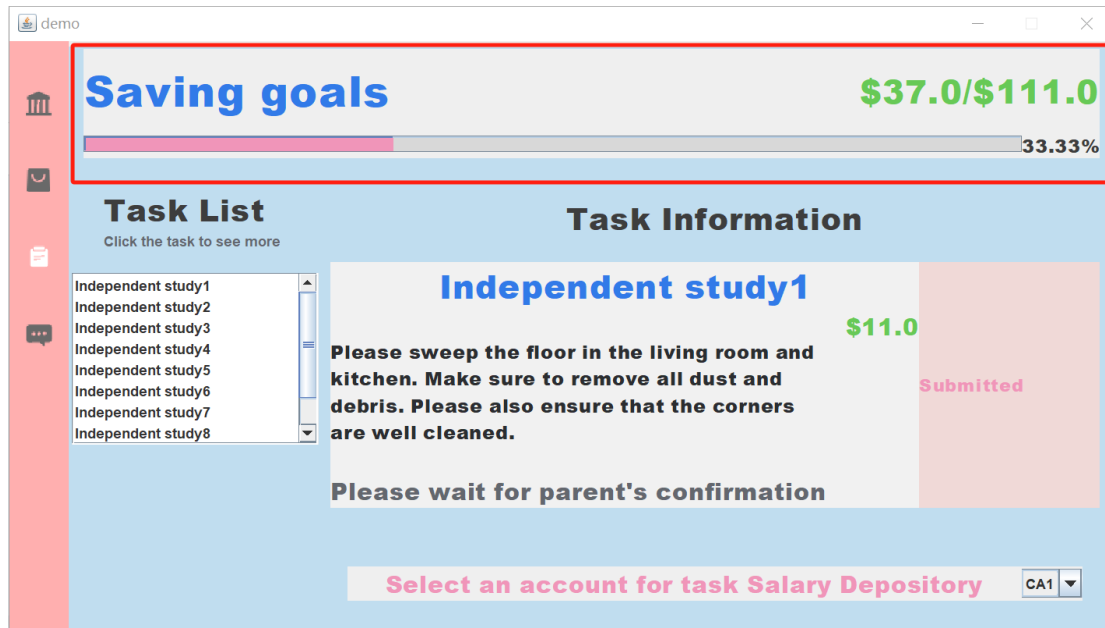 demo
Saving goals
$37.0/$111.0
33.33%
Task List
Click the task to see more
Independent study1
Independent study2
Independent study3
Independent study4
Independent study5
Independent study6
Independent study7
Independent study8
Task Information
Independent study1
$11.0
Please sweep the floor in the living room and
kitchen. Make sure to remove all dust and
debris. Please also ensure that the corners
are well cleaned.
Please wait for parent's confirmation
Submitted
Select an account for task Salary Depository
CA1